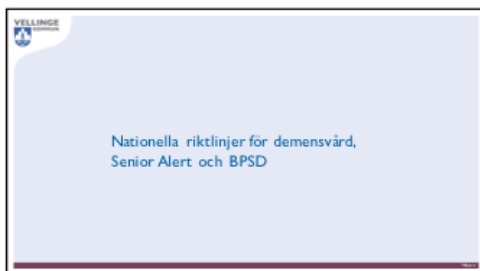 VELLINGE
KOMMUN
Nationella riktlinjer för demensvård,
Senior Alert och BPSD